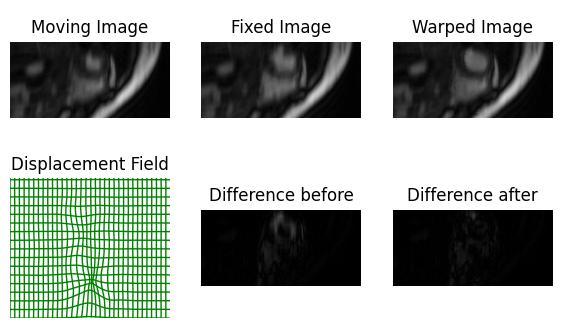 Moving Image
Fixed Image
Warped Image
Displacement Field
Difference before
Difference after